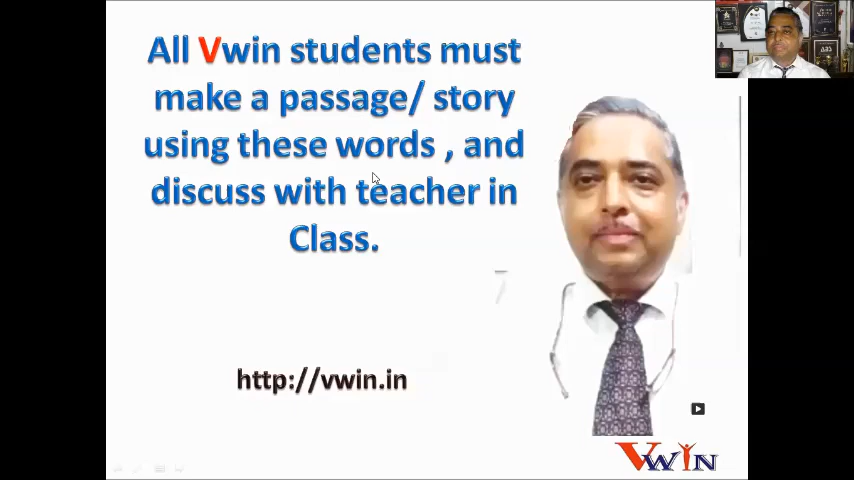 All Vwin students must
make a passage/ story
using these words , and
discuss with teacher in
Class.
http://vwin.in
VWIN